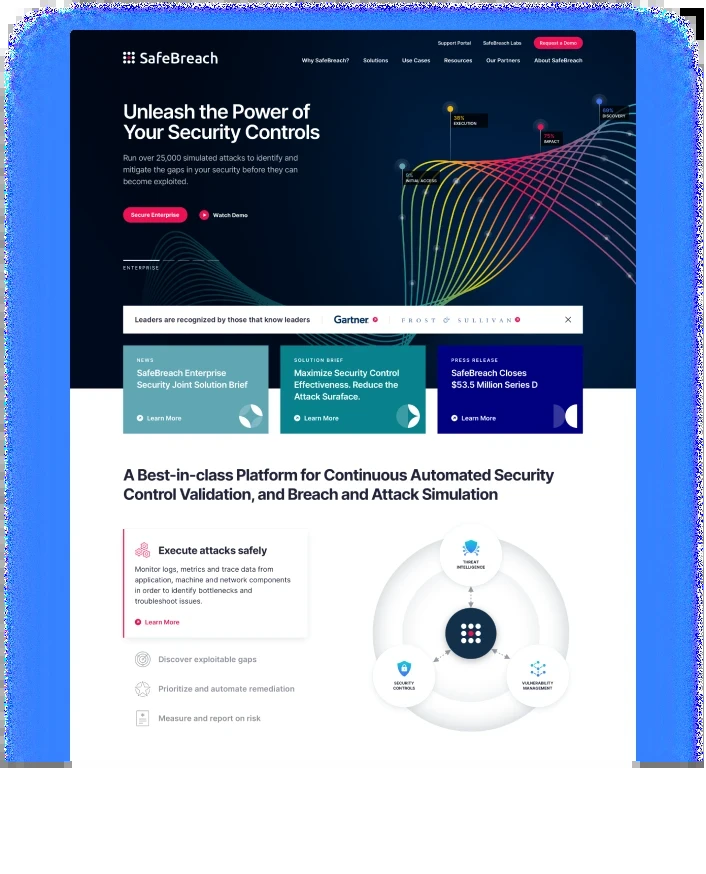 Support Portal SafeBreach Labs Request a Demo
SafeBreach
Why SafeBreach? Solutions Use Cases Resources Our Partners About SafeBreach
Unleash the Power of
Your Security Controls
Run over 25,000 simulated attacks to identify and
mitigate the gaps in your security before they can
become exploited.
Secure Enterprise Watch Demo
36%
EXECUTION
75%
IMPACT
DISCOVERY
INITIAL ACCESS
ENTERPRISE
Leaders are recognized by those that know leaders Gartner FROST & SULLIVAN
NEWS
SafeBreach Enterprise
Security Joint Solution Brief
Learn More
SOLUTION BRIEF
Maximize Security Control
Effectiveness. Reduce the
Attack Suraface.
Learn More
PRESS RELEASE
SafeBreach Closes
$53.5 Million Series D
Learn More
A Best-in-class Platform for Continuous Automated Security
Control Validation, and Breach and Attack Simulation
Execute attacks safely
Monitor logs, metrics and trace data from
application, machine and network components
in order to identify bottlenecks and
troubleshoot issues.
Learn More
Discover exploitable gaps
Prioritize and automate remediation
Measure and report on risk
THREAT
INTELLIGENCE
SECURITY
CONTROLS
VULNERABILITY
MANAGEMENT